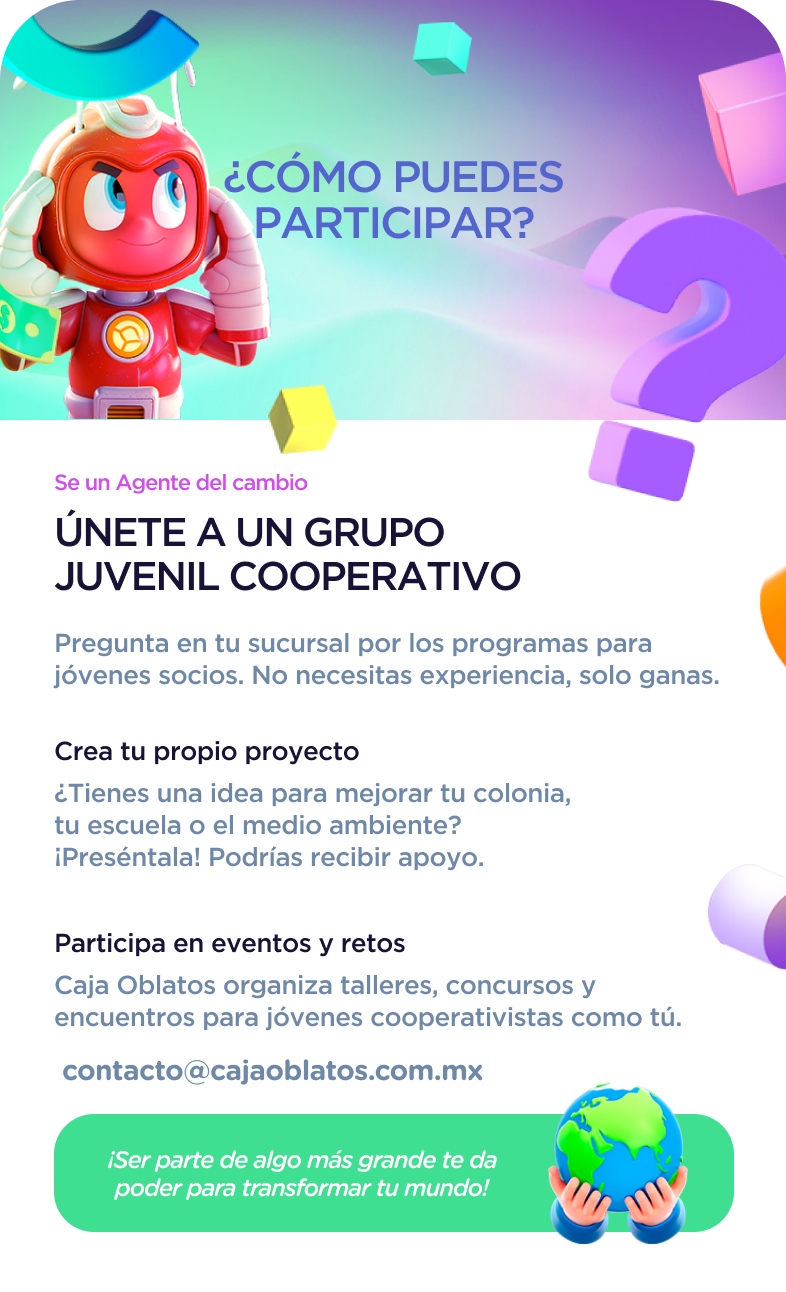 ¿CÓMO PUEDES
PARTICIPAR?
Se un Agente del cambio
ÚNETE A UN GRUPO
JUVENIL COOPERATIVO
Pregunta en tu sucursal por los programas para
jóvenes socios. No necesitas experiencia, solo ganas.
Crea tu propio proyecto
¿Tienes una idea para mejorar tu colonia,
tu escuela o el medio ambiente?
¡Preséntala! Podrías recibir apoyo.
Participa en eventos y retos
Caja Oblatos organiza talleres, concursos y
encuentros para jóvenes cooperativistas como tú.
contacto@cajaoblatos.com.mx
¡Ser parte de algo más grande te da
poder para transformar tu mundo!